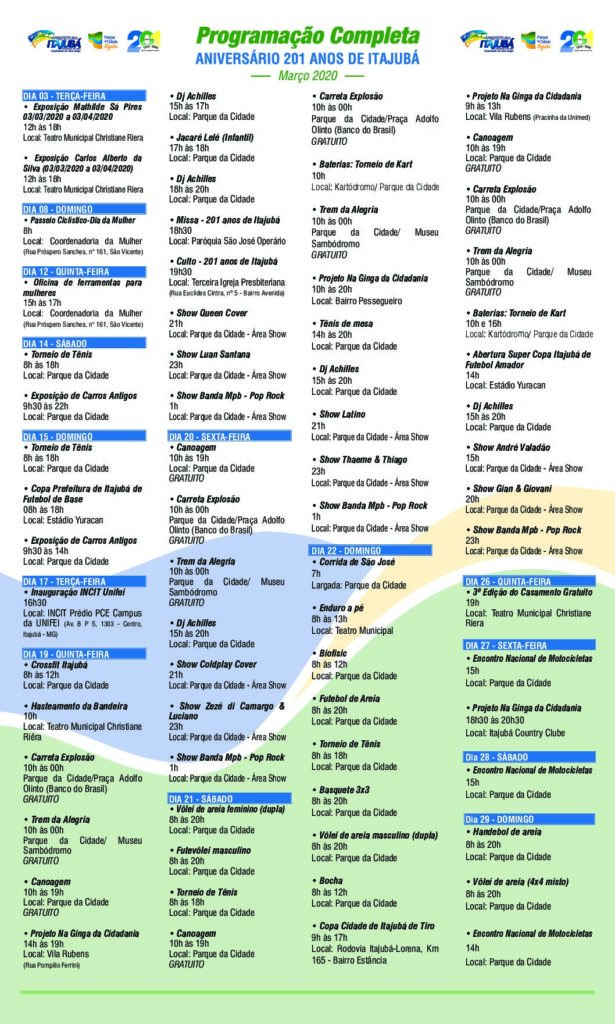 PREFEITURA
ITAJUBÁ
Parque
da Cidade
Itajubá
201
Programação Completa
ANIVERSÁRIO 201 ANOS DE ITAJUBÁ
Março 2020
DIA 03 - TERÇA-FEIRA
• Exposição Mathilde Sá Pires
03/03/2020 a 03/04/2020
12h às 18h
Local: Teatro Municipal Christiane Riera
• Exposição Carlos Alberto da
Silva (03/03/2020 a 03/04/2020)
12h às 18h
Local: Teatro Municipal Christiane Riera
DIA 08 - DOMINGO
• Passeio Ciclístico-Dia da Mulher
8h
Local: Coordenadoria da Mulher
(Rua Próspero Sanches, n° 161, São Vicente)
DIA 12 - QUINTA-FEIRA
• Oficina de ferramentas para
mulheres
15h às 17h
Local: Coordenadoria da Mulher
(Rua Próspero Sanches, n° 161, São Vicente)
DIA 14 - SÁBADO
• Torneio de Tênis
8h às 18h
Local: Parque da Cidade
• Exposição de Carros Antigos
9h30 às 22h
Local: Parque da Cidade
DIA 15 - DOMINGO
• Torneio de Tênis
8h às 18h
Local: Parque da Cidade
• Copa Prefeitura de Itajubá de
Futebol de Base
08h às 18h
Local: Estádio Yuracan
• Exposição de Carros Antigos
9h30 às 14h
Local: Parque da Cidade
DIA 17 - TERÇA-FEIRA
• Inauguração INCIT Unifei
16h30
Local: INCIT Prédio PCE Campus
da UNIFEI (Av. B P S, 1303 - Centro,
Itajubá - MG)
DIA 19 - QUINTA-FEIRA
• Crossfit Itajubá
8h às 12h
Local: Parque da Cidade
• Hasteamento da Bandeira
10h
Local: Teatro Municipal Christiane
Riêra
• Carreta Explosão
10h às 00h
Parque da Cidade/Praça Adolfo
Olinto (Banco do Brasil)
GRATUITO
• Trem da Alegria
10h às 00h
Parque da Cidade/ Museu
Sambódromo
GRATUITO
• Canoagem
10h às 19h
Local: Parque da Cidade
GRATUITO
• Projeto Na Ginga da Cidadania
14h às 19h
Local: Vila Rubens
(Rua Pompilio Ferrini)
• Dj Achilles
15h às 17h
Local: Parque da Cidade
• Jacaré Lelé (Infantil)
17h às 18h
Local: Parque da Cidade
• Dj Achilles
18h às 20h
Local: Parque da Cidade
• Missa - 201 anos de Itajubá
18h30
Local: Paróquia São José Operário
• Culto - 201 anos de Itajubá
19h30
Local: Terceira Igreja Presbiteriana
(Rua Euclides Cintra, nº 5 - Bairro Avenida)
• Show Queen Cover
21h
Local: Parque da Cidade - Área Show
• Show Luan Santana
23h
Local: Parque da Cidade - Área Show
• Show Banda Mpb - Pop Rock
1h
Local: Parque da Cidade - Área Show
DIA 20 - SEXTA-FEIRA
• Canoagem
10h às 19h
Local: Parque da Cidade
GRATUITO
• Carreta Explosão
10h às 00h
Parque da Cidade/Praça Adolfo
Olinto (Banco do Brasil)
GRATUITO
• Trem da Alegria
10h às 00h
Parque da Cidade/ Museu
Sambódromo
GRATUITO
• Dj Achilles
15h às 20h
Local: Parque da Cidade
• Show Coldplay Cover
21h
Local: Parque da Cidade - Área Show
• Show Zezé di Camargo &
Luciano
23h
Local: Parque da Cidade - Área Show
• Show Banda Mpb - Pop Rock
1h
Local: Parque da Cidade - Área Show
DIA 21 - SÁBADO
• Vôlei de areia feminino (dupla)
8h às 20h
Local: Parque da Cidade
• Futevôlei masculino
8h às 20h
Local: Parque da Cidade
• Torneio de Tênis
8h às 18h
Local: Parque da Cidade
• Canoagem
10h às 19h
Local: Parque da Cidade
GRATUITO
• Carreta Explosão
10h às 00h
Parque da Cidade/Praça Adolfo
Olinto (Banco do Brasil)
GRATUITO
• Baterias: Torneio de Kart
10h
Local: Kartódromo/ Parque da Cidade
• Trem da Alegria
10h às 00h
Parque da Cidade/ Museu
Sambódromo
GRATUITO
• Projeto Na Ginga da Cidadania
10h às 20h
Local: Bairro Pessegueiro
• Tênis de mesa
14h às 20h
Local: Parque da Cidade
• Dj Achilles
15h às 20h
Local: Parque da Cidade
• Show Latino
21h
Local: Parque da Cidade - Área Show
• Show Thaeme & Thiago
23h
Local: Parque da Cidade - Área Show
• Show Banda Mpb - Pop Rock
1h
Local: Parque da Cidade - Área Show
DIA 22 - DOMINGO
• Corrida de São José
7h
Largada: Parque da Cidade
• Enduro a pé
8h às 13h
Local: Teatro Municipal
• Biofisic
8h às 12h
Local: Parque da Cidade
• Futebol de Areia
8h às 20h
Local: Parque da Cidade
• Torneio de Tênis
8h às 18h
Local: Parque da Cidade
• Basquete 3x3
8h às 20h
Local: Parque da Cidade
• Vôlei de areia masculino (dupla)
8h às 20h
Local: Parque da Cidade
• Bocha
8h às 12h
Local: Parque da Cidade
• Copa Cidade de Itajubá de Tiro
9h às 17h
Local: Rodovia Itajubá-Lorena, Km
165 - Bairro Estância
• Projeto Na Ginga da Cidadania
9h às 13h
Local: Vila Rubens (Pracinha da Unimed)
• Canoagem
10h às 19h
Local: Parque da Cidade
GRATUITO
• Carreta Explosão
10h às 00h
Parque da Cidade/Praça Adolfo
Olinto (Banco do Brasil)
GRATUITO
• Trem da Alegria
10h às 00h
Parque da Cidade/ Museu
Sambódromo
GRATUITO
• Baterias: Torneio de Kart
10h e 16h
Local: Kartódromo/ Parque da Cidade
• Abertura Super Copa Itajubá de
Futebol Amador
14h
Local: Estádio Yuracan
• Dj Achilles
15h às 20h
Local: Parque da Cidade
• Show André Valadão
15h
Local: Parque da Cidade - Área Show
• Show Gian & Giovani
20h
Local: Parque da Cidade - Área Show
• Show Banda Mpb - Pop Rock
23h
Local: Parque da Cidade - Área Show
DIA 26 - QUINTA-FEIRA
• 3ª Edição do Casamento Gratuito
19h
Local: Teatro Municipal Christiane
Riera
DIA 27 - SEXTA-FEIRA
• Encontro Nacional de Motocicletas
15h
Local: Parque da Cidade
• Projeto Na Ginga da Cidadania
18h30 às 20h30
Local: Itajubá Country Clube
Dia 28 - SÁBADO
• Encontro Nacional de Motocicletas
15h
Local: Parque da Cidade
Dia 29 - DOMINGO
• Handebol de areia
8h às 20h
Local: Parque da Cidade
• Vôlei de areia (4x4 misto)
8h às 20h
Local: Parque da Cidade
• Encontro Nacional de Motocicletas
14h
Local: Parque da Cidade